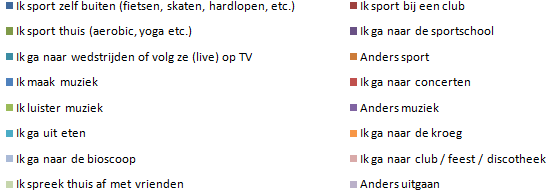 Ik sport zelf buiten (fietsen, skaten, hardlopen, etc.)
Ik sport bij een club
Ik sport thuis (aerobic, yoga etc.)
Ik ga naar de sportschool
Ik ga naar wedstrijden of volg ze (live) op TV
Anders sport
Ik maak muziek
Ik ga naar concerten
Ik luister muziek
Anders muziek
Ik ga uit eten
Ik ga naar de kroeg
Ik ga naar de bioscoop
Ik ga naar club / feest / discotheek
Ik spreek thuis af met vrienden
Anders uitgaan